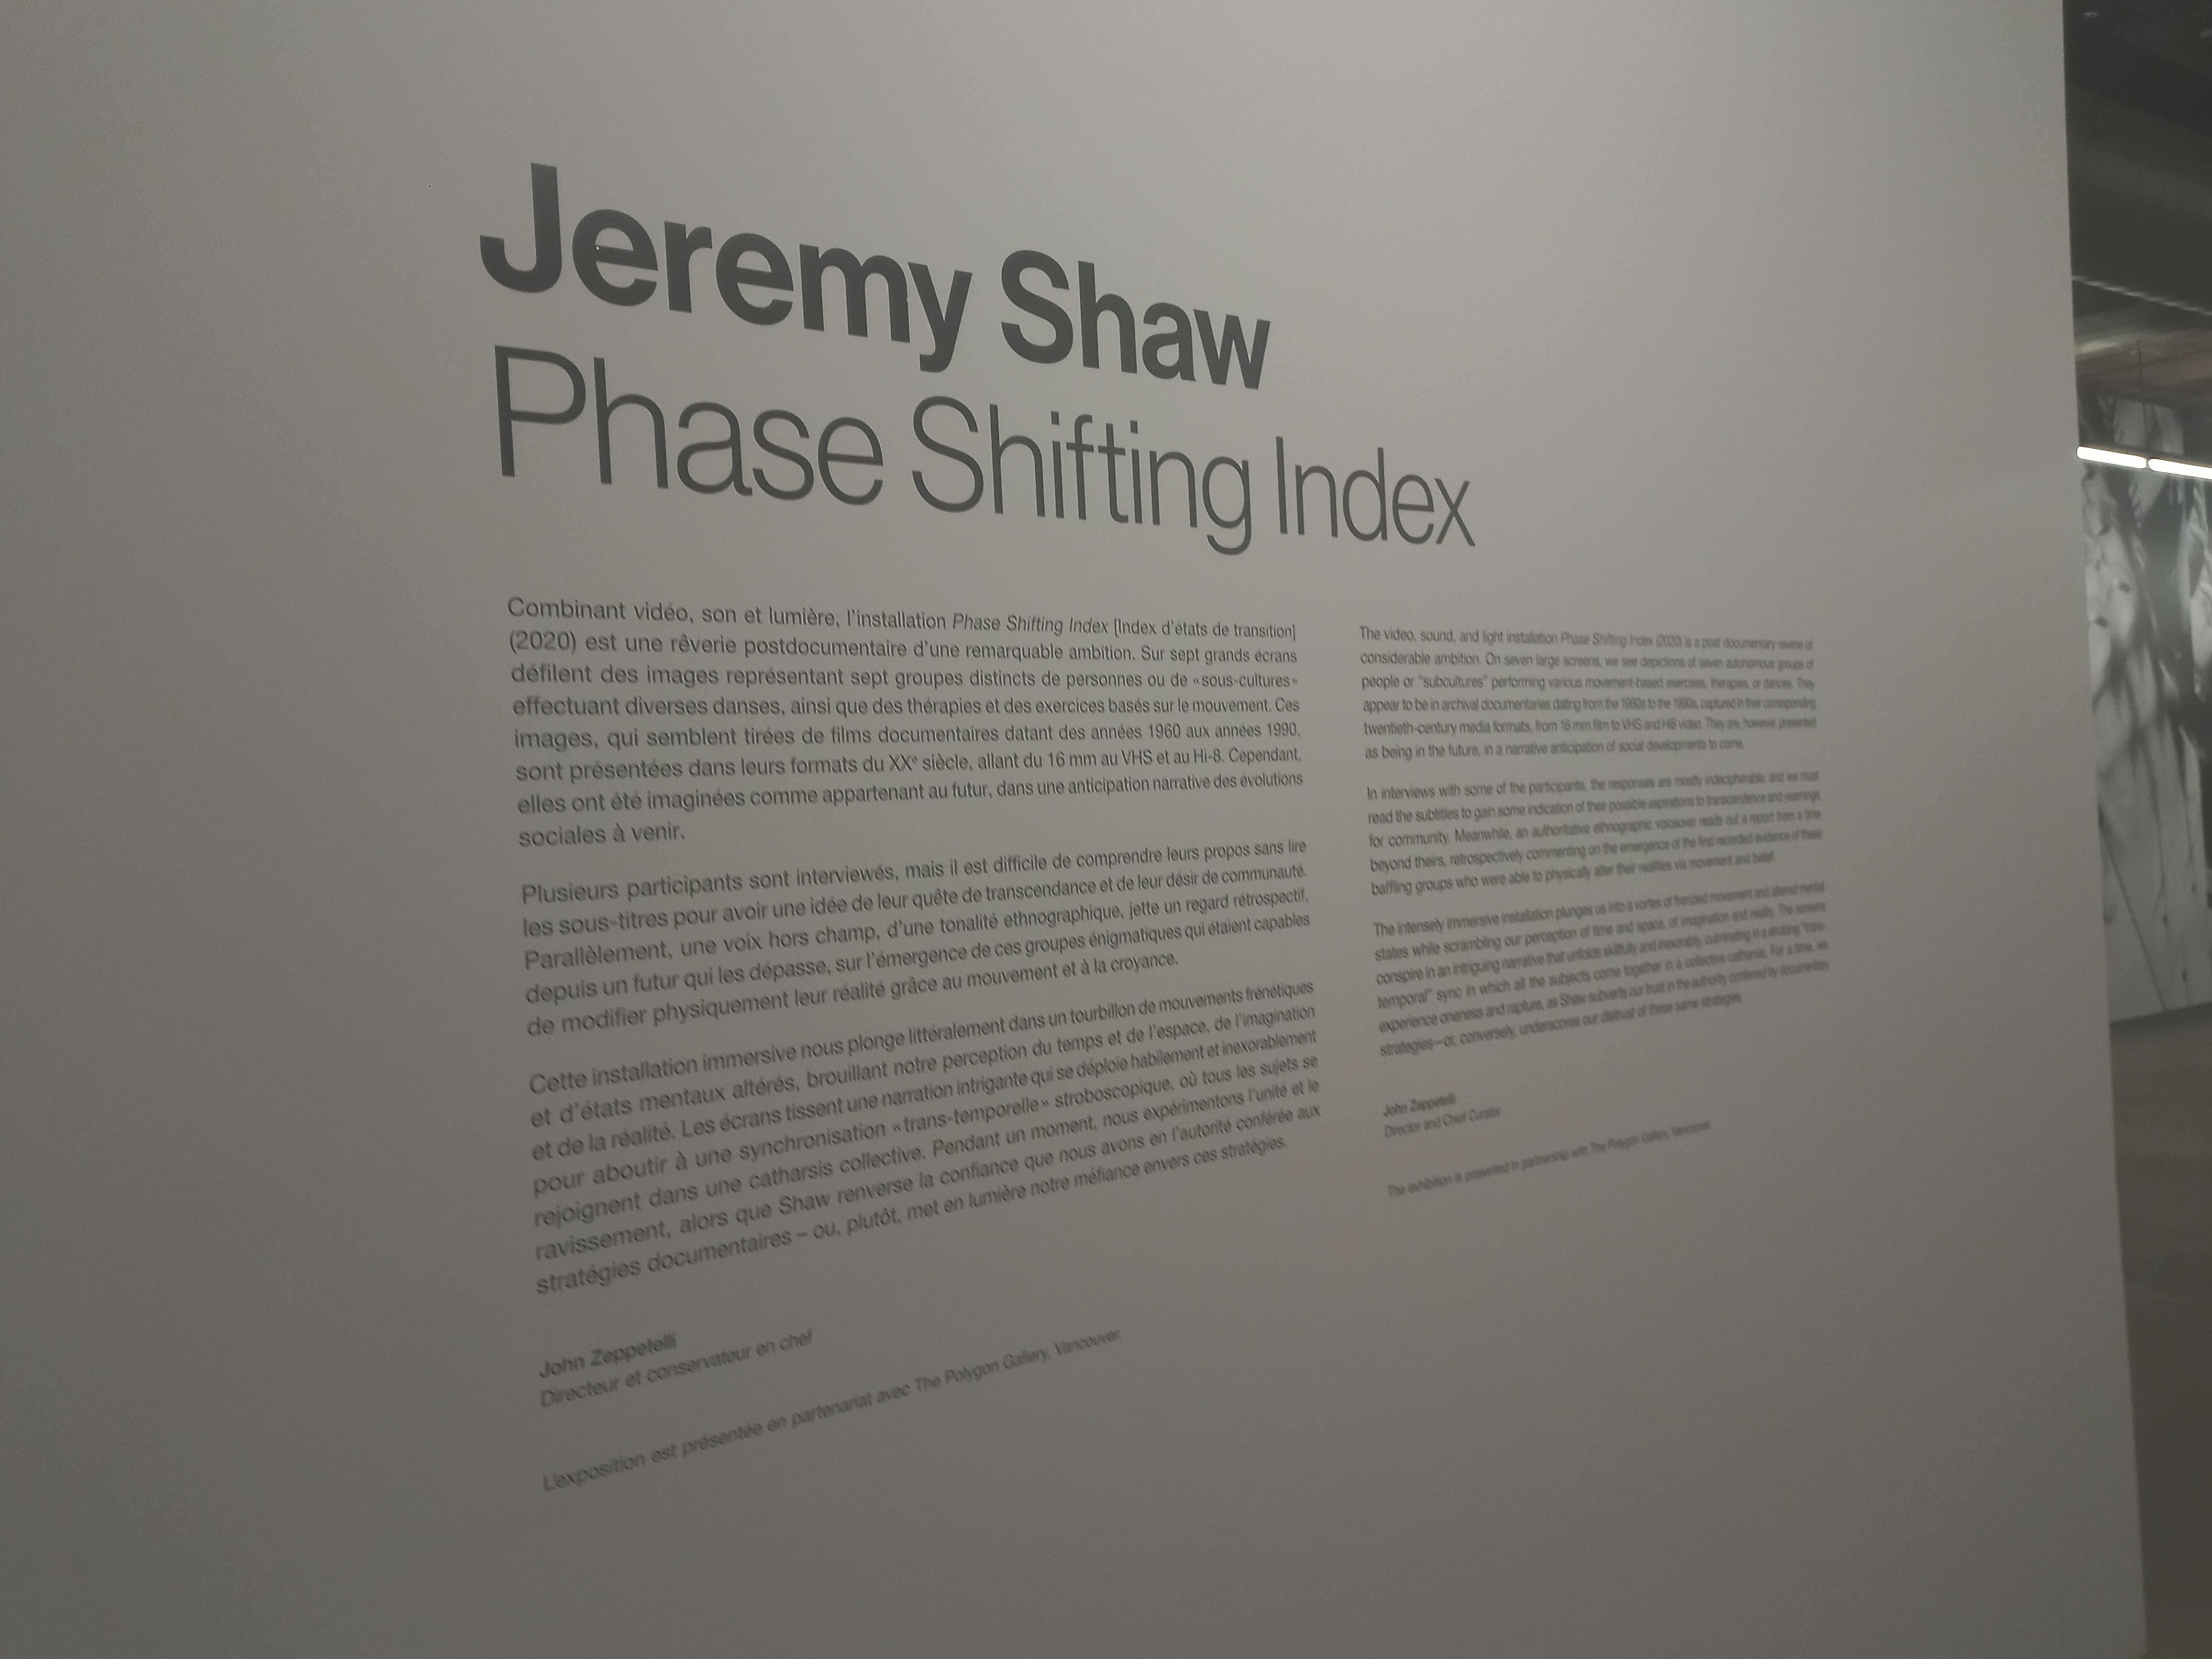 Jeremy Shaw
Phase Shifting Index
Combinant vidéo, son et lumière, l'installation Phase Shifting Index [Index d'états de transition]
(2020) est une rêverie postdocumentaire d'une remarquable ambition. Sur sept grands écrans
défilent des images représentant sept groupes distincts de personnes ou de «sous-cultures»
effectuant diverses danses, ainsi que des thérapies et des exercices basés sur le mouvement. Ces
images, qui semblent tirées de films documentaires datant des années 1960 aux années 1990,
sont présentées dans leurs formats du XXe siècle, allant du 16 mm au VHS et au Hi-8. Cependant,
elles ont été imaginées comme appartenant au futur, dans une anticipation narrative des évolutions
sociales à venir.
Plusieurs participants sont interviewés, mais il est difficile de comprendre leurs propos sans lire
les sous-titres pour avoir une idée de leur quête de transcendance et de leur désir de communauté.
Parallèlement, une voix hors champ, d'une tonalité ethnographique, jette un regard rétrospectif,
depuis un futur qui les dépasse, sur l'émergence de ces groupes énigmatiques qui étaient capables
de modifier physiquement leur réalité grâce au mouvement et à la croyance.
Cette installation immersive nous plonge littéralement dans un tourbillon de mouvements frénétiques
et d'états mentaux altérés, brouillant notre perception du temps et de l'espace, de l'imagination
et de la réalité. Les écrans tissent une narration intrigante qui se déploie habilement et inexorablement
pour aboutir à une synchronisation «trans-temporelle» stroboscopique, où tous les sujets se
rejoignent dans une catharsis collective. Pendant un moment, nous expérimentons l'unité et le
ravissement, alors que Shaw renverse la confiance que nous avons en l'autorité conférée aux
stratégies documentaires – ou, plutôt, met en lumière notre méfiance envers ces stratégies.
John Zeppetelli
Directeur et conservateur en chef
L'exposition est présentée en partenariat avec The Polygon Gallery, Vancouver.
The video, sound, and light installation Phase Shifting Index (2020) is a post documentary reverie of
considerable ambition. On seven large screens, we see depictions of seven autonomous groups of
people or "subcultures" performing various movement-based exercises, therapies, or dances. They
appear to be in archival documentaries dating from the 1960s to the 1990s, captured in their corresponding
twentieth-century media formats, from 16 mm film to VHS and Hi8 video. They are, however, presented
as being in the future, in a narrative anticipation of social developments to come.
In interviews with some of the participants, the responses are mostly indecipherable, and we must
read the subtitles to gain some indication of their possible aspirations to transcendence and yearnings
for community. Meanwhile, an authoritative ethnographic voiceover reads out a report from a time
beyond theirs, retrospectively commenting on the emergence of the first recorded evidence of these
baffling groups who were able to physically alter their realities via movement and belief.
The intensely immersive installation plunges us into a vortex of frenzied movement and altered mental
states while scrambling our perception of time and space, of imagination and reality. The screens
conspire in an intriguing narrative that unfolds skillfully and inexorably, culminating in a strobing "trans-
temporal" sync in which all the subjects come together in a collective catharsis. For a time, we
experience oneness and rapture, as Shaw subverts our trust in the authority conferred by documentary
strategies—or, conversely, underscores our distrust of these same strategies.
John Zeppetelli
Director and Chief Curator
The exhibition is presented in partnership with The Polygon Gallery, Vancouver.